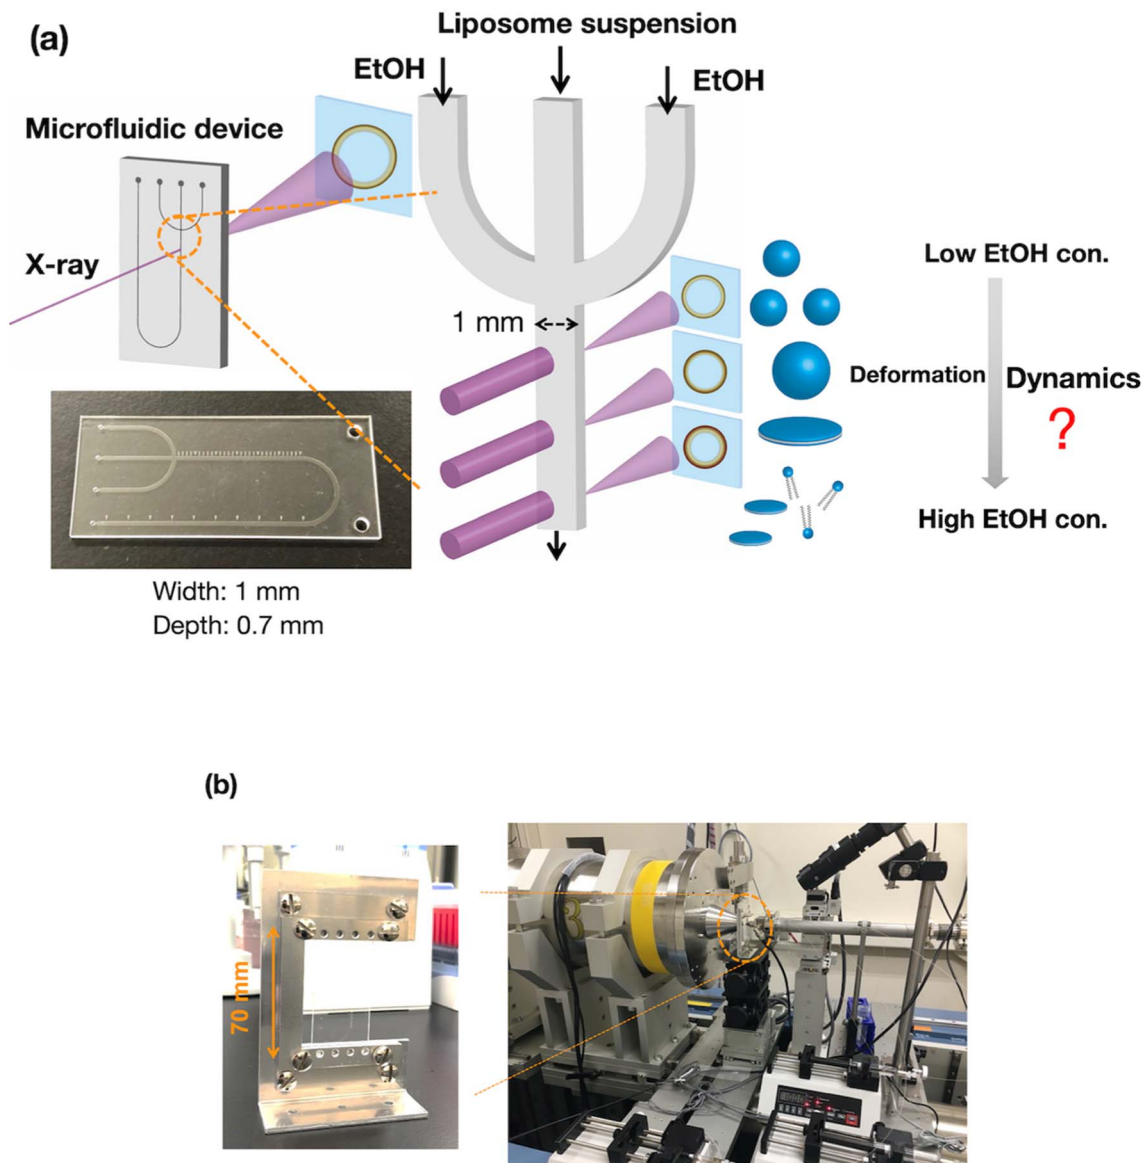 (a)
Liposome suspension
EtOH
EtOH
Microfluidic device
X-ray
1 mm
Low EtOH con.
Deformation
Dynamics
?
High EtOH con.
Width: 1 mm
Depth: 0.7 mm
(b)
70 mm
3